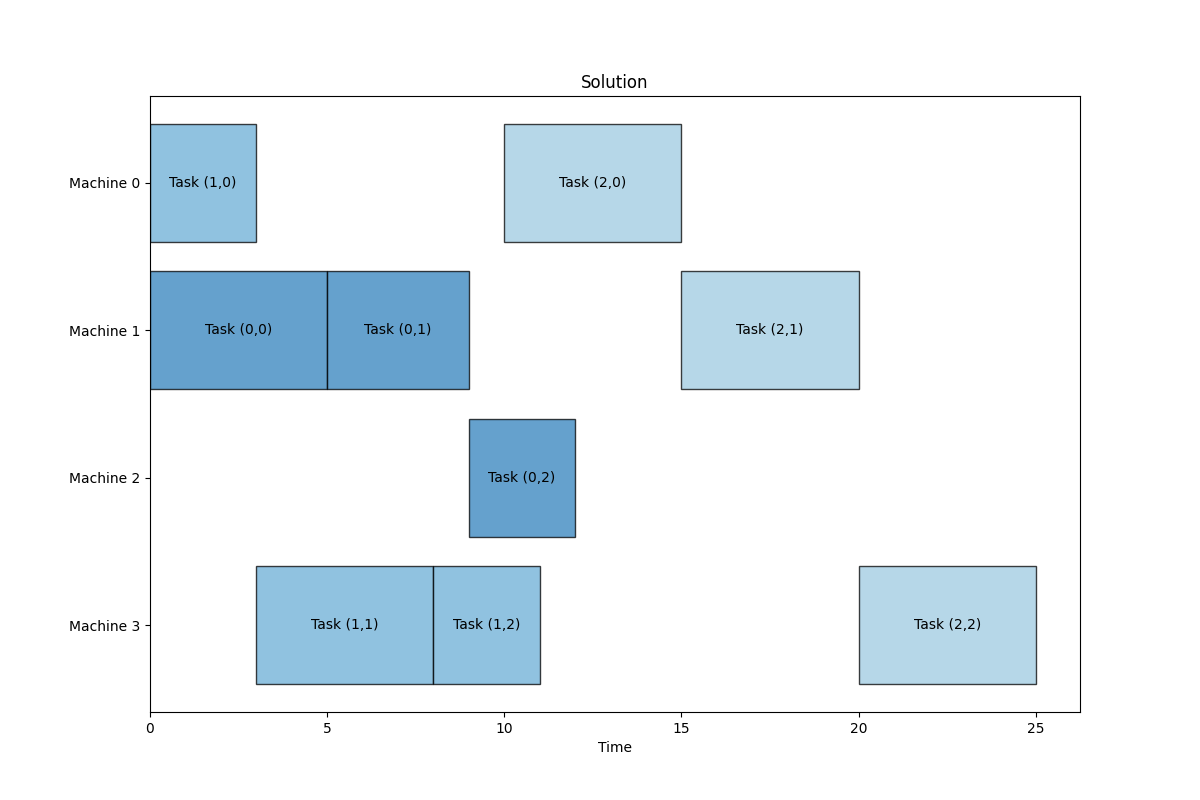 Solution
Machine 0
Task (1,0)
Task (2,0)
Machine 1
Task (0,0)
Task (0,1)
Task (2,1)
Machine 2
Task (0,2)
Machine 3
Task (1,1)
Task (1,2)
Task (2,2)
0 5 10 15 20 25
Time